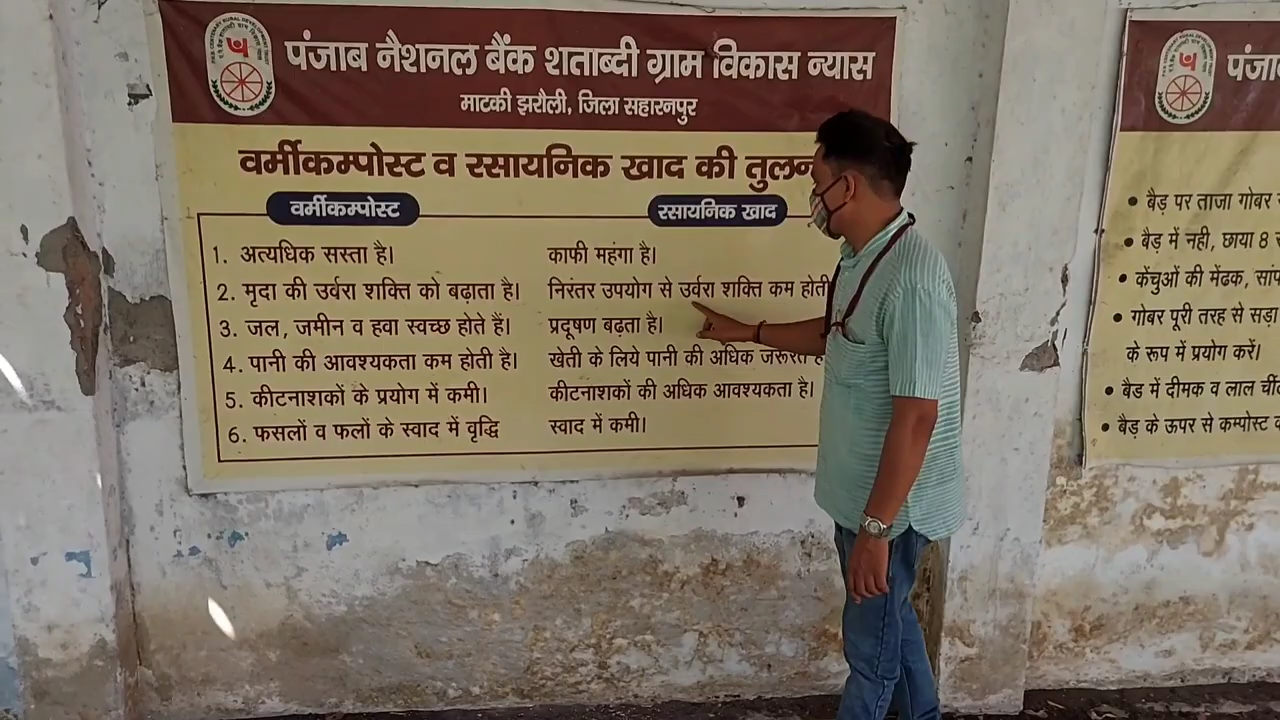 पंजाब नैशनल बैंक शताब्दी ग्राम विकास न्यास
माटकी झरौली, जिला सहारनपुर
वर्मीकम्पोस्ट व रसायनिक खाद की
वर्मीकम्पोस्ट
रसायनिक खाद
1. अत्यधिक सस्ता है।
काफी महंगा है।
2. मृदा की उर्वरा शक्ति को बढ़ाता है।
निरंतर उपयोग से उर्वरा शक्ति कम होती
3. जल, जमीन व हवा स्वच्छ होते हैं।
प्रदूषण बढ़ता है।
4. पानी की आवश्यकता कम होती है।
खेती के लिये पानी की अधिक जरूरत
5. कीटनाशकों के प्रयोग में कमी।
कीटनाशकों की अधिक आवश्यकता है।
6. फसलों व फलों के स्वाद में वृद्धि
स्वाद में कमी।
• बैड़ पर ताजा गोबर
• बैड़ में नही, छाया 8
• केंचुओं की मेंढक,
• गोबर पूरी तरह से सड़ा
के रूप में प्रयोग करें।
• बैड में दीमक व लाल
• बैड़ के ऊपर से कम्पोस्ट